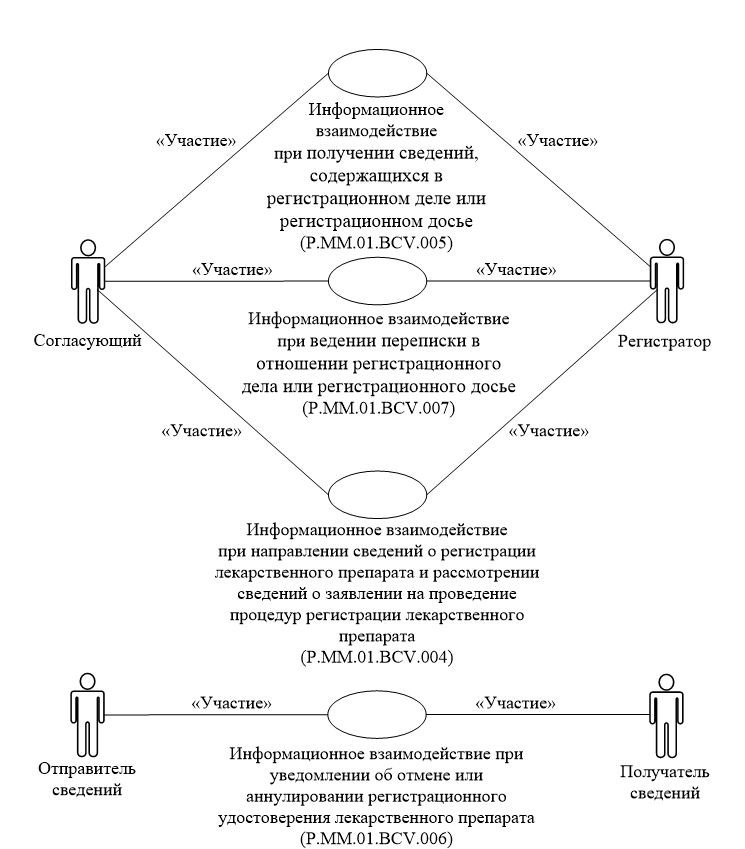 «Участие»
«Участие»
Информационное
взаимодействие
при получении сведений,
содержащихся в
регистрационном деле или
регистрационном досье
(P.MM.01.BCV.005)
«Участие»
«Участие»
Согласующий
Регистратор
Информационное взаимодействие
при ведении переписки в
отношении регистрационного
дела или регистрационного досье
(P.MM.01.BCV.007)
«Участие»
«Участие»
Информационное взаимодействие
при направлении сведений о регистрации
лекарственного препарата и рассмотрении
сведений о заявлении на проведение
процедур регистрации лекарственного
препарата
(P.MM.01.BCV.004)
«Участие»
«Участие»
Отправитель
сведений
Получатель
сведений
Информационное взаимодействие при
уведомлении об отмене или
аннулировании регистрационного
удостоверения лекарственного препарата
(P.MM.01.BCV.006)